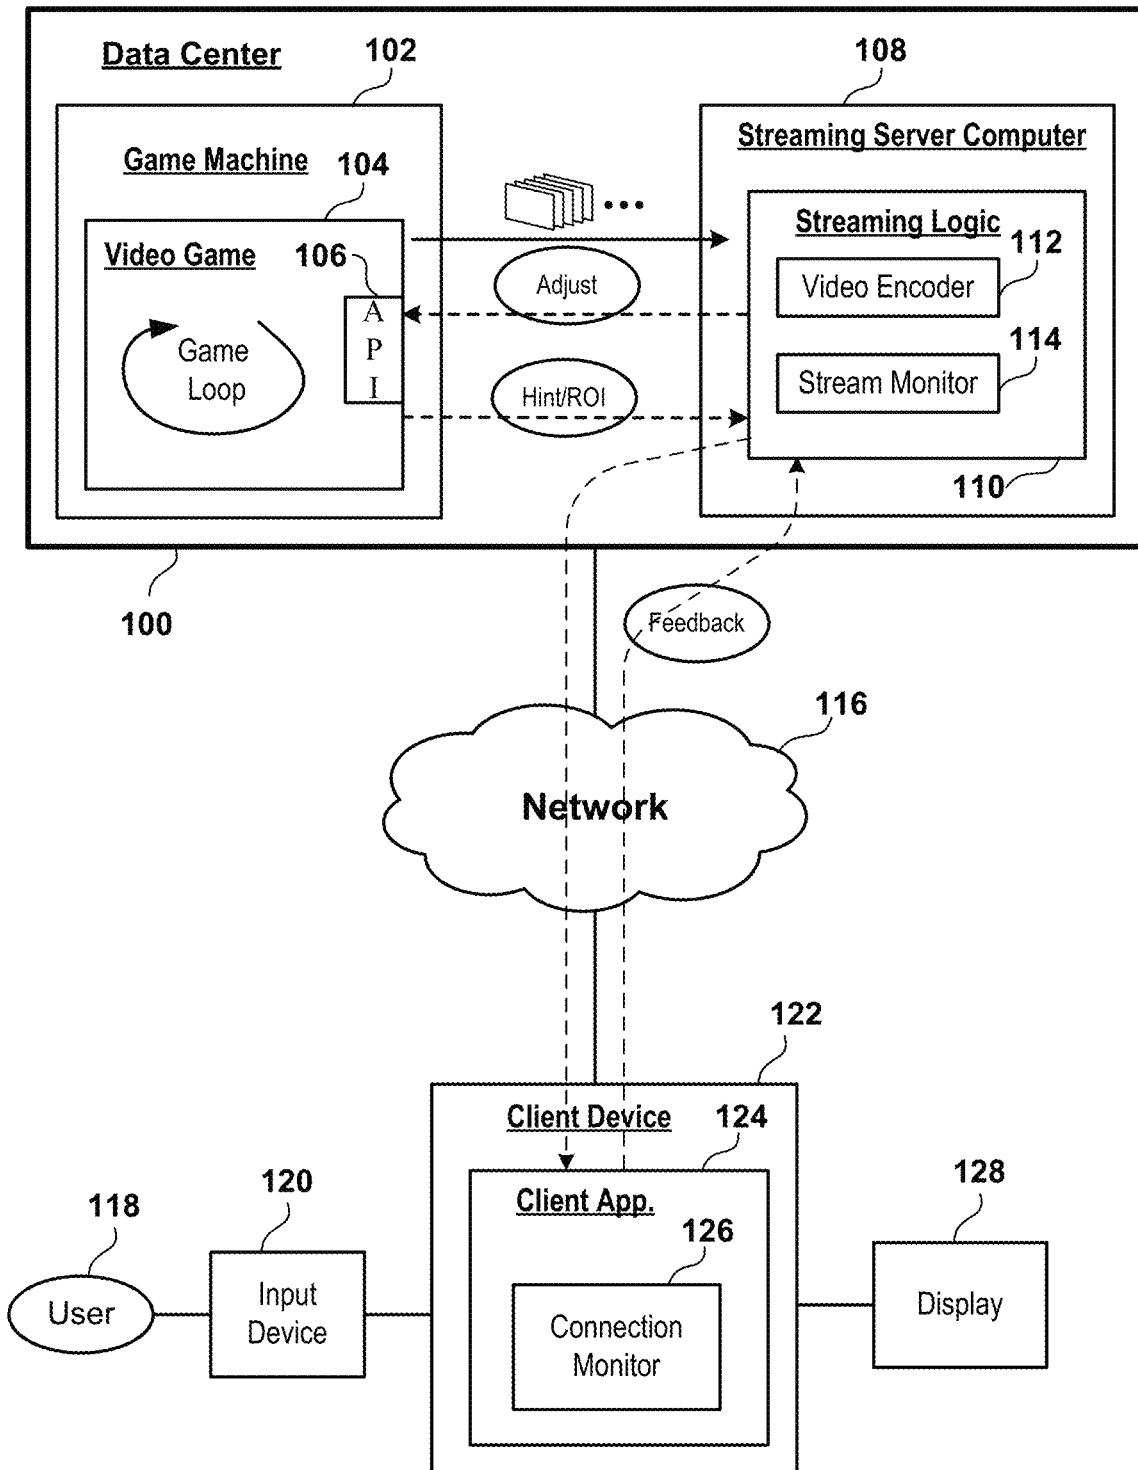 Data Center
102
108
Game Machine
Streaming Server Computer
104
Video Game
106
A
P
I
Game
Loop
Adjust
Hint/ROI
Streaming Logic
112
Video Encoder
114
Stream Monitor
110
100
Feedback
116
Network
122
Client Device
124
Client App.
126
Connection
Monitor
118
User
120
Input
Device
128
Display